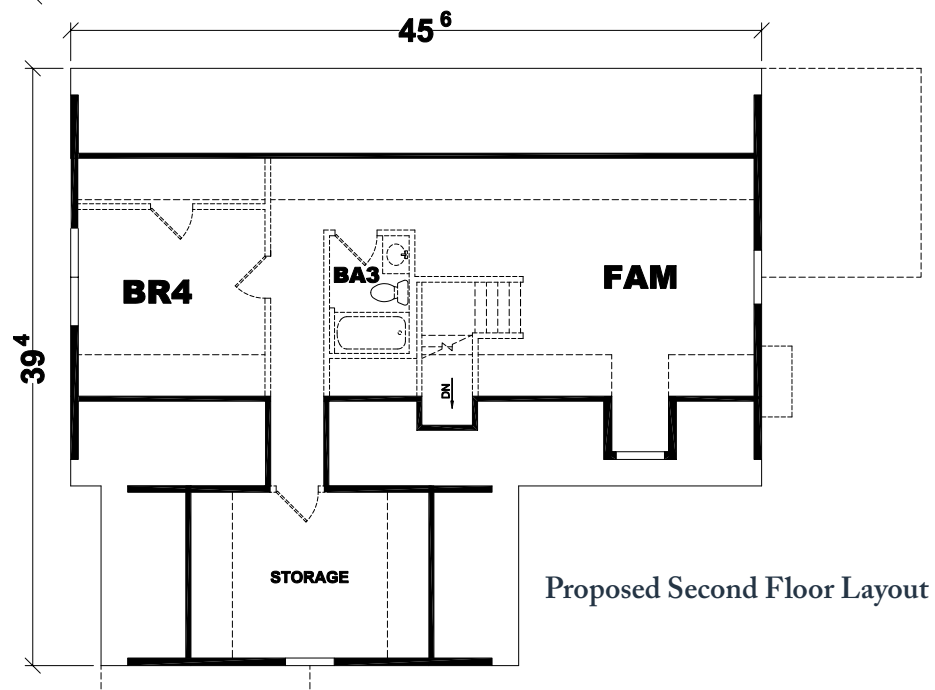 45 6
BA3
FAM
BR4
39 4
DN
STORAGE
Proposed Second Floor Layout